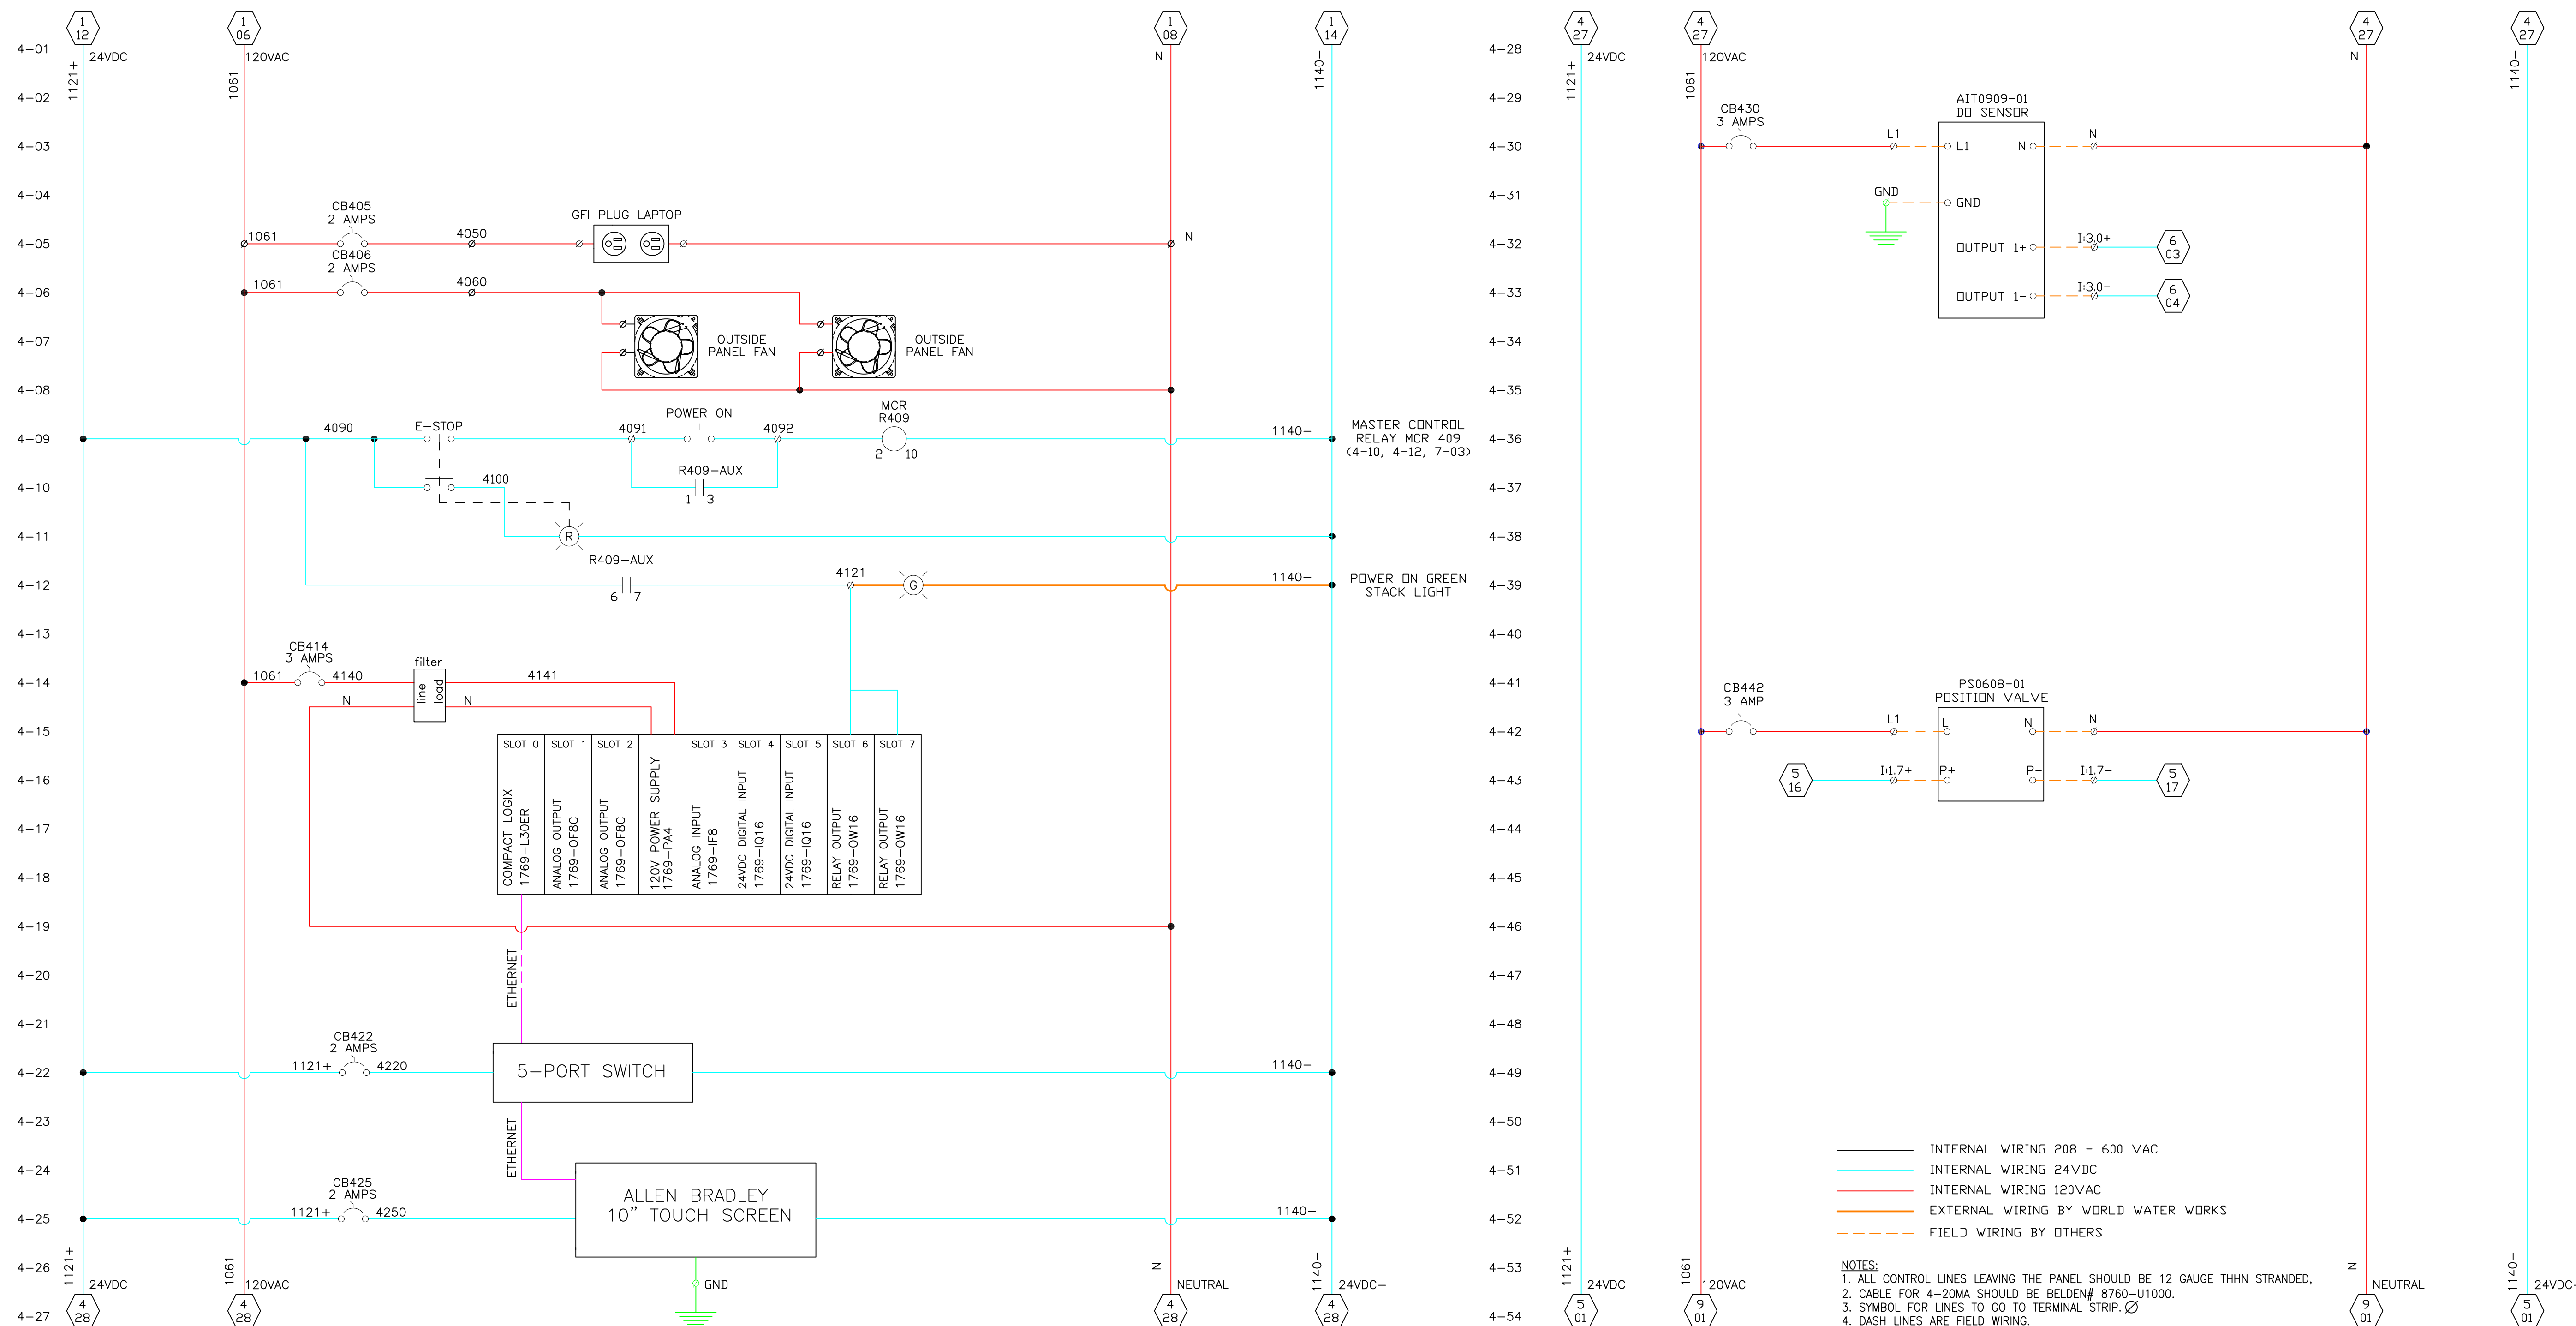 1
12
1
06
1
08
1
14
4
27
4
27
4
27
4
27
4-01
24VDC
120VAC
N
1121+
1061
1140-
4-02
4-03
4-04
CB405
2 AMPS
GFI PLUG LAPTOP
4-05
1061
4050
N
CB406
2 AMPS
4-06
1061
4060
4-07
OUTSIDE
PANEL FAN
OUTSIDE
PANEL FAN
4-08
POWER ON
MCR
R409
4-09
4090
E-STOP
4091
4092
2
10
1140-
MASTER CONTROL
RELAY MCR 409
(4-10, 4-12, 7-03)
R409-AUX
4-10
4100
1
3
4-11
R
R409-AUX
4-12
6
7
4121
G
1140-
POWER ON GREEN
STACK LIGHT
4-13
CB414
3 AMPS
filter
4-14
1061
4140
line
load
4141
N
N
4-15
SLOT 0
SLOT 1
SLOT 2
SLOT 3
SLOT 4
SLOT 5
SLOT 6
SLOT 7
COMPACT LOGIX
1769-L30ER
ANALOG OUTPUT
1769-OF8C
ANALOG OUTPUT
1769-OF8C
120V POWER SUPPLY
1769-PA4
ANALOG INPUT
1769-IF8
24VDC DIGITAL INPUT
1769-IQ16
24VDC DIGITAL INPUT
1769-IQ16
RELAY OUTPUT
1769-OW16
RELAY OUTPUT
1769-OW16
4-16
4-17
4-18
4-19
ETHERNET
4-20
4-21
CB422
2 AMPS
4-22
1121+
4220
5-PORT SWITCH
1140-
4-23
ETHERNET
4-24
CB425
2 AMPS
ALLEN BRADLEY
10” TOUCH SCREEN
4-25
1121+
4250
1140-
4-26
1121+
24VDC
1061
120VAC
GND
N
NEUTRAL
1140-
24VDC-
4-27
4
28
4
28
4
28
4
28
4-28
24VDC
120VAC
N
1121+
1061
1140-
4-29
CB430
3 AMPS
AIT0909-01
DO SENSOR
4-30
L1
L1
N
N
4-31
GND
GND
4-32
OUTPUT 1+
I:3.0+
6
03
4-33
OUTPUT 1-
I:3.0-
6
04
4-34
4-35
4-36
4-37
4-38
4-39
4-40
4-41
CB442
3 AMP
PS0608-01
POSITION VALVE
4-42
L1
L
N
N
4-43
5
16
I:1.7+
P+
P-
I:1.7-
5
17
4-44
4-45
4-46
4-47
4-48
4-49
4-50
4-51
4-52
4-53
4-54
INTERNAL WIRING 208 - 600 VAC
INTERNAL WIRING 24VDC
INTERNAL WIRING 120VAC
EXTERNAL WIRING BY WORLD WATER WORKS
FIELD WIRING BY OTHERS
NOTES:
1. ALL CONTROL LINES LEAVING THE PANEL SHOULD BE 12 GAUGE THHN STRANDED,
2. CABLE FOR 4-20MA SHOULD BE BELDEN# 8760-U1000.
3. SYMBOL FOR LINES TO GO TO TERMINAL STRIP. Ø
4. DASH LINES ARE FIELD WIRING.
1121+
24VDC
1061
120VAC
N
NEUTRAL
1140-
24VDC-
5
01
9
01
9
01
5
01